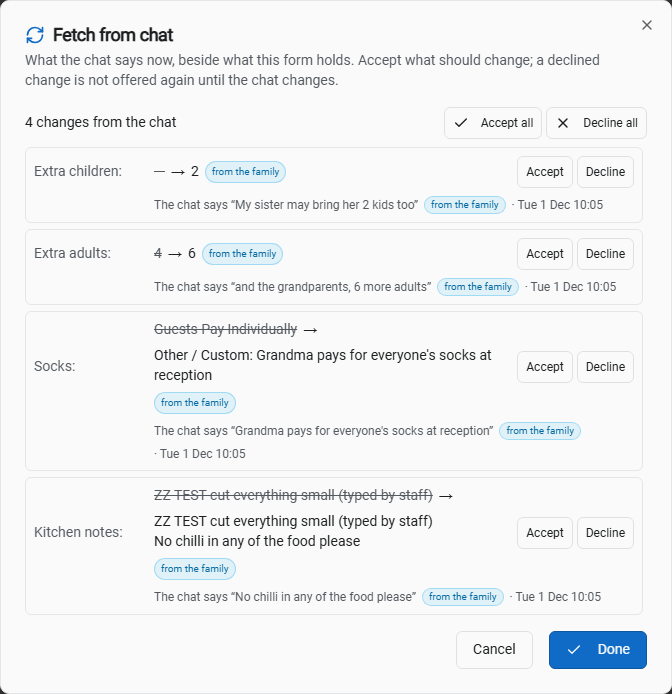 Fetch from chat
What the chat says now, beside what this form holds. Accept what should change; a declined
change is not offered again until the chat changes.
4 changes from the chat
Accept all
Decline all
Extra children:
— → 2 from the family
Accept
Decline
The chat says “My sister may bring her 2 kids too” from the family · Tue 1 Dec 10:05
Extra adults:
4 → 6 from the family
Accept
Decline
The chat says “and the grandparents, 6 more adults” from the family · Tue 1 Dec 10:05
Socks:
Guests Pay Individually →
Other / Custom: Grandma pays for everyone's socks at
reception
from the family
Accept
Decline
The chat says “Grandma pays for everyone's socks at reception” from the family
· Tue 1 Dec 10:05
Kitchen notes:
ZZ TEST cut everything small (typed by staff) →
ZZ TEST cut everything small (typed by staff)
No chilli in any of the food please
from the family
Accept
Decline
The chat says “No chilli in any of the food please” from the family · Tue 1 Dec 10:05
Cancel
Done